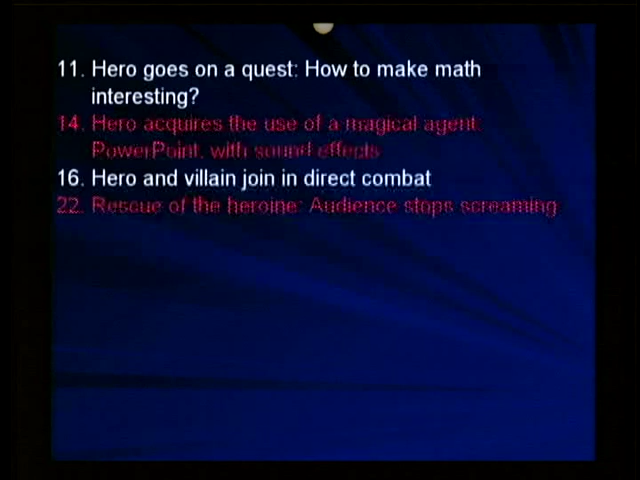 11. Hero goes on a quest: How to make math
interesting?
14. Hero acquires the use of a magical agent:
PowerPoint, with sound effects
16. Hero and villain join in direct combat
22. Rescue of the heroine: Audience stops screaming